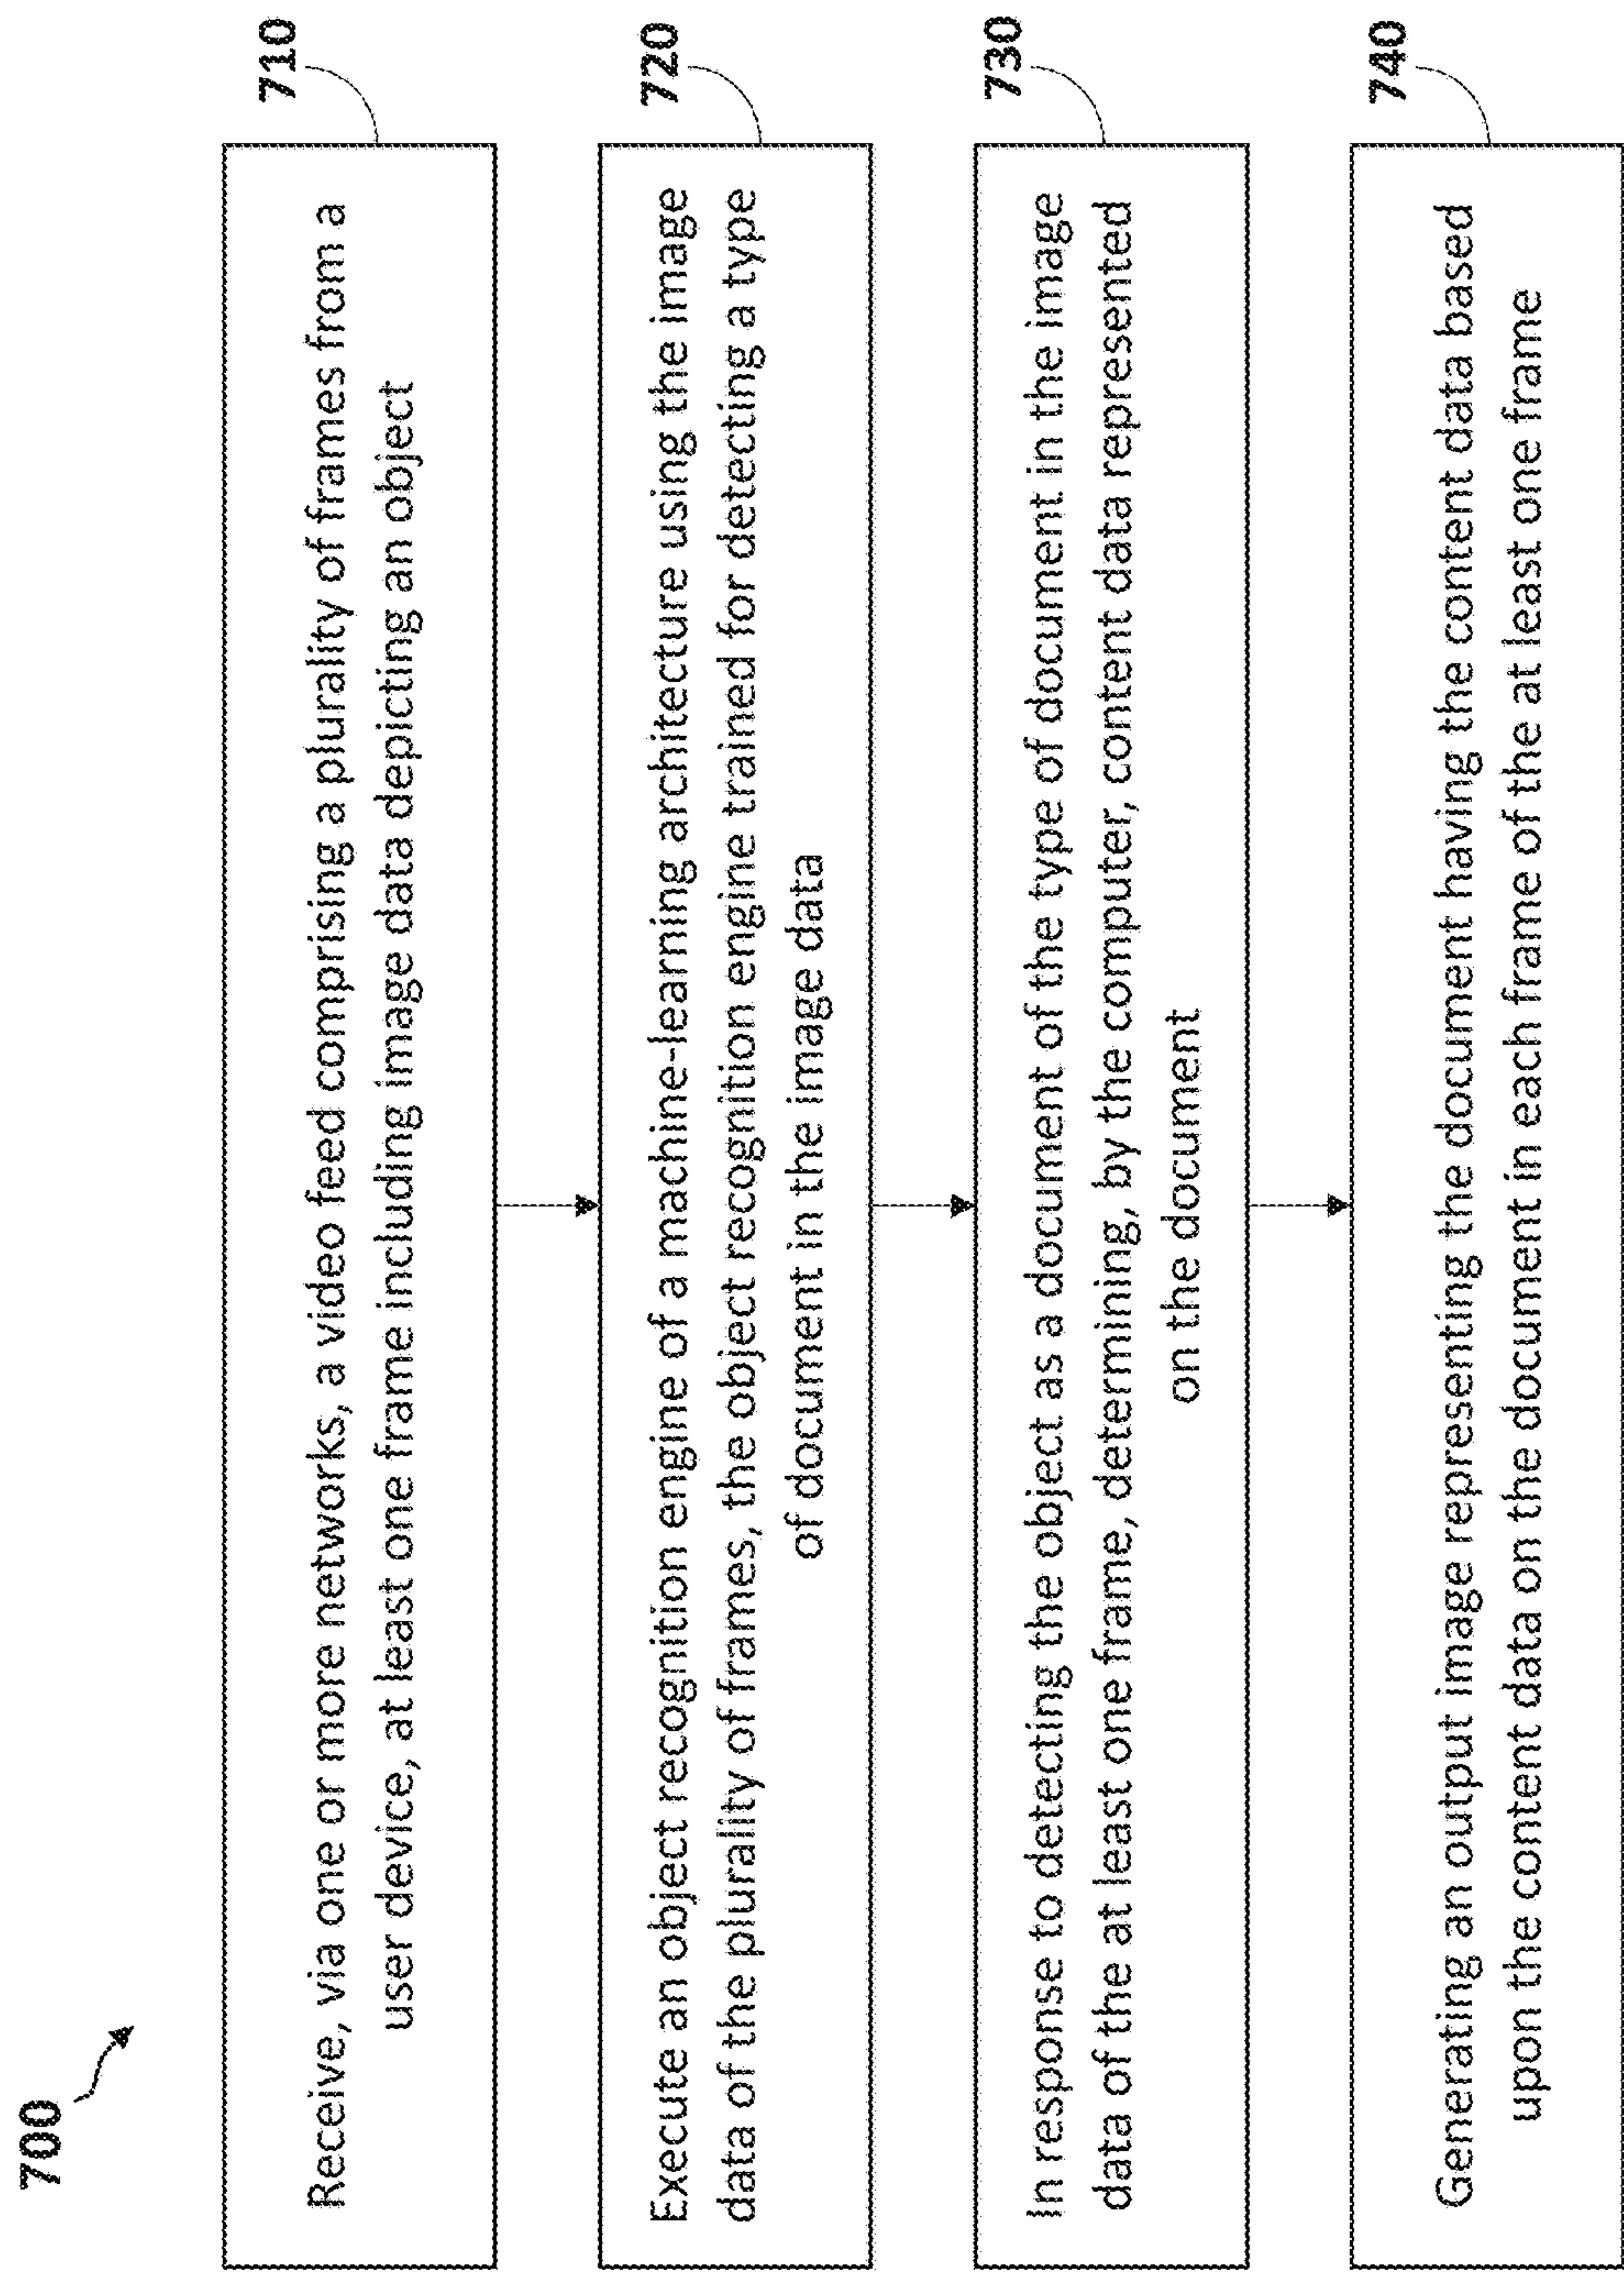 700
710
Receive, via one or more networks, a video feed comprising a plurality of frames from a
user device, at least one frame including image data depicting an object
720
Execute an object recognition engine of a machine-learning architecture using the image
data of the plurality of frames, the object recognition engine trained for detecting a type
of document in the image data
730
In response to detecting the object as a document of the type of document in the image
data of the at least one frame, determining, by the computer, content data represented
on the document
740
Generating an output image representing the document having the content data based
upon the content data on the document in each frame of the at least one frame